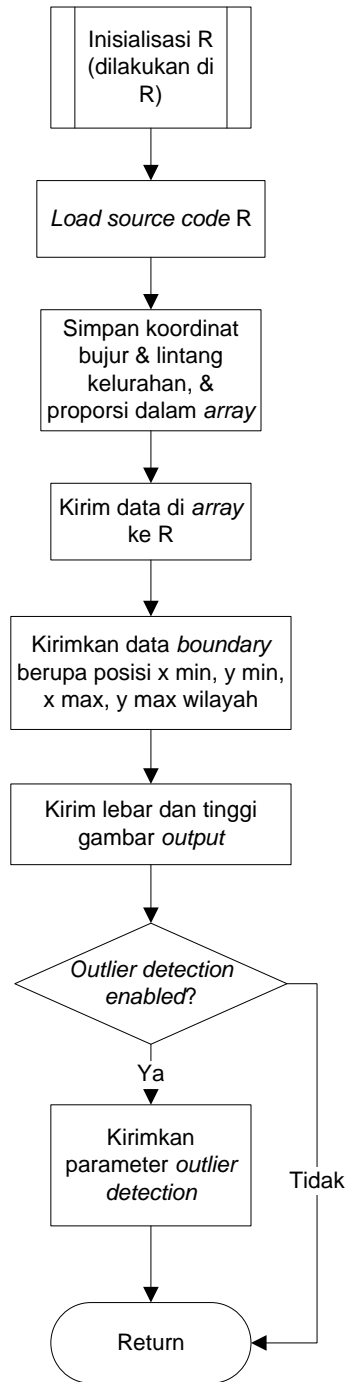 Inisialisasi R
(dilakukan di
R)
Load source code R
Simpan koordinat
bujur & lintang
kelurahan, &
proporsi dalam array
Kirim data di array
ke R
Kirimkan data boundary
berupa posisi x min, y min,
x max, y max wilayah
Kirim lebar dan tinggi
gambar output
Outlier detection
enabled?
Ya
Kirimkan
parameter outlier
detection
Tidak
Return